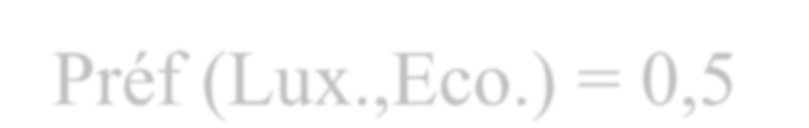 Préf (Lux.,Eco.) = 0,5